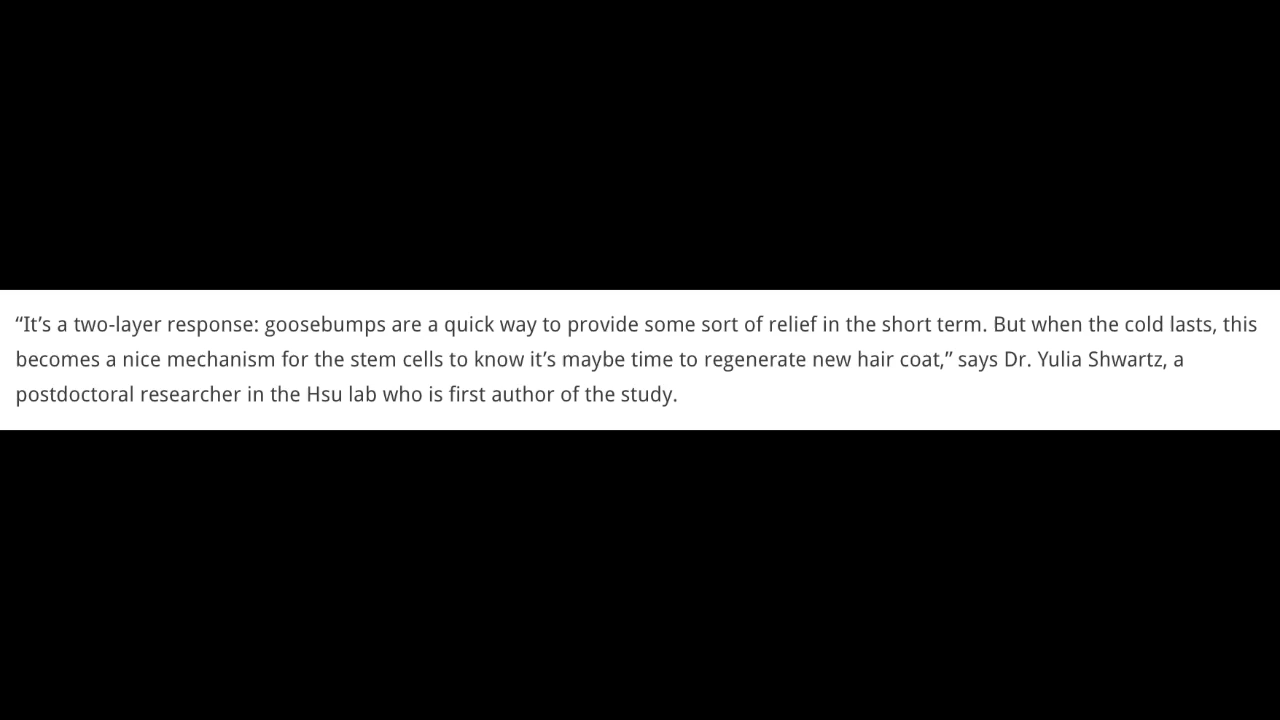 “It’s a two-layer response: goosebumps are a quick way to provide some sort of relief in the short term. But when the cold lasts, this
becomes a nice mechanism for the stem cells to know it’s maybe time to regenerate new hair coat,” says Dr. Yulia Shwartz, a
postdoctoral researcher in the Hsu lab who is first author of the study.